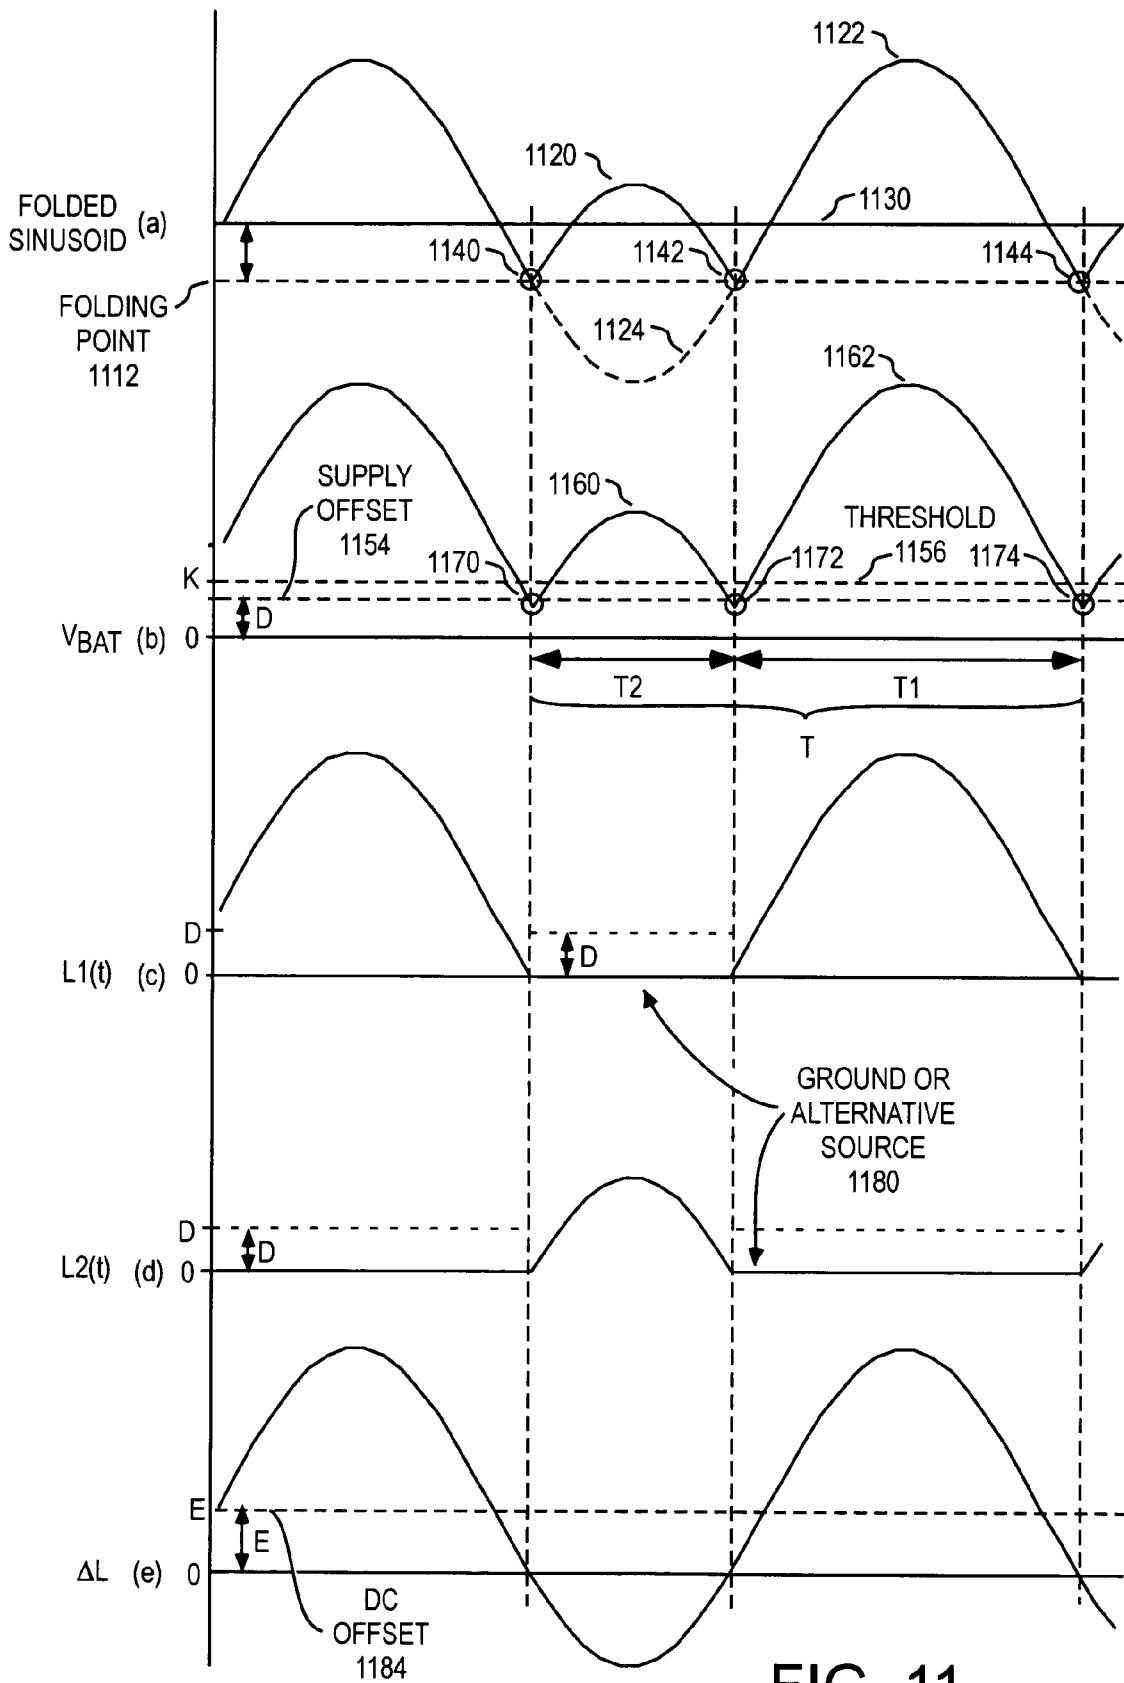 1122
1120
1130
FOLDED
SINUSOID (a)
1140
1142
1144
FOLDING
POINT
1112
1124
1162
SUPPLY
OFFSET
1154
1160
THRESHOLD
1156
1170
1172
1174
K
D
VBAT (b) 0
T2
T1
T
D
D
L1(t) (c) 0
GROUND OR
ALTERNATIVE
SOURCE
1180
D
D
L2(t) (d) 0
E
E
ΔL (e) 0
DC
OFFSET
1184
FIG. 11